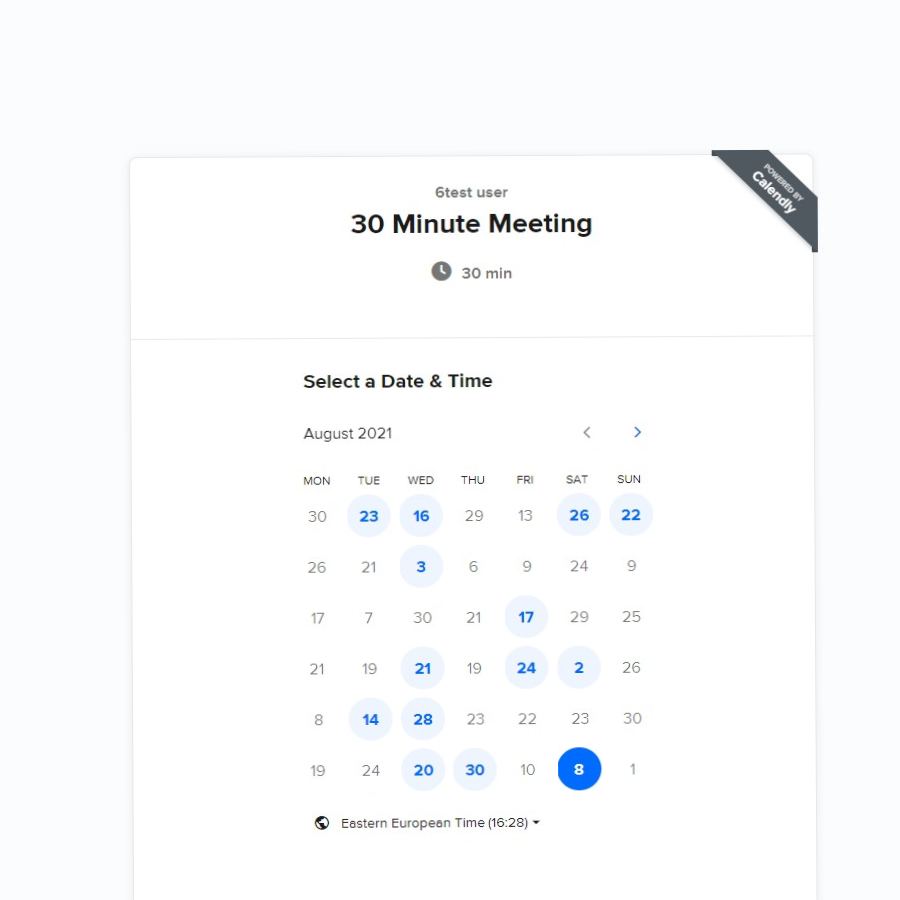 POWERED BY
Calendly
6test user
30 Minute Meeting
30 min
Select a Date & Time
August 2021
MON TUE WED THU FRI SAT SUN
30 23 16 29 13 26 22
26 21 3 6 9 24 9
17 7 30 21 17 29 25
21 19 21 19 24 2 26
8 14 28 23 22 23 30
19 24 20 30 10 8 1
Eastern European Time (16:28)